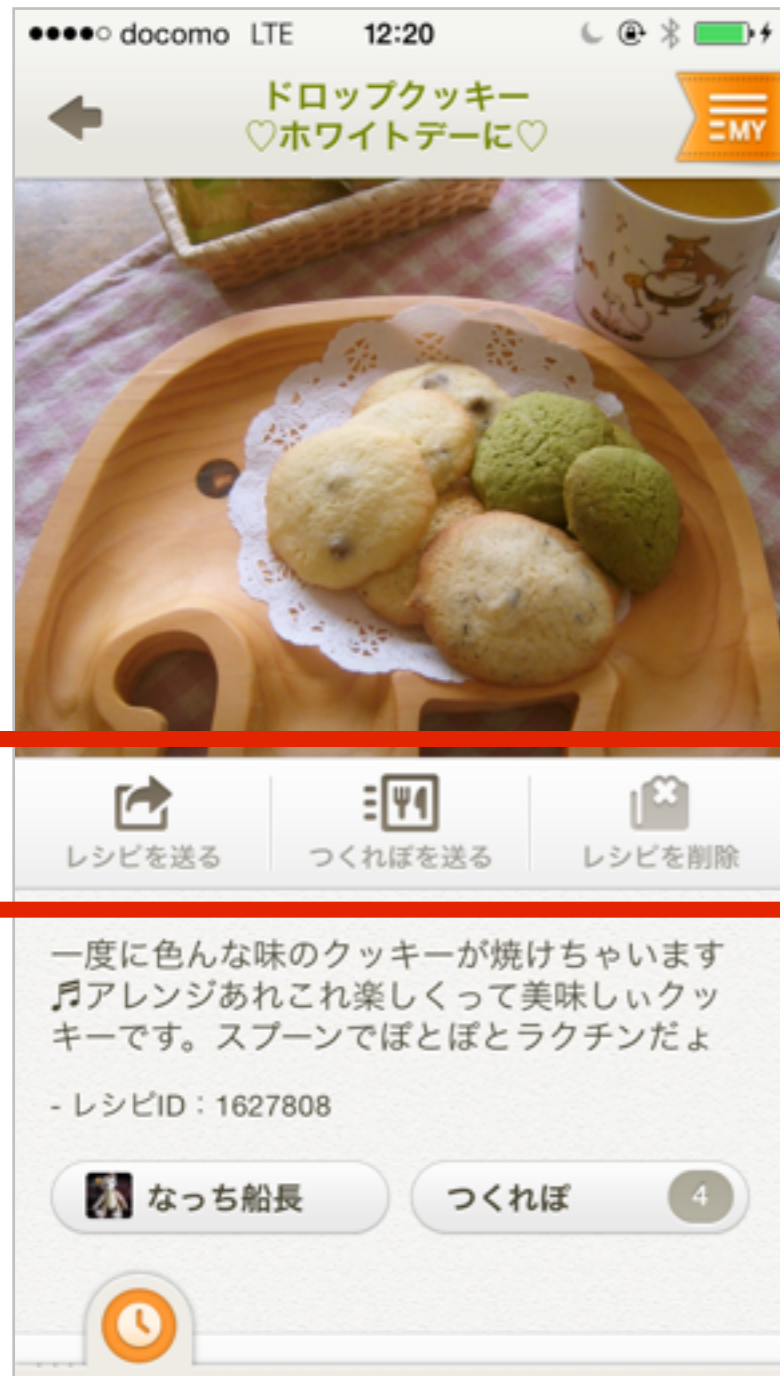 docomo LTE 12:20
ドロップクッキー
♡ホワイトデーに♡
MY
レシピを送る つくれぽを送る レシピを削除
一度に色んな味のクッキーが焼けちゃいます
♬アレンジあれこれ楽しくって美味しぃクッ
キーです。スプーンでぽとぽとラクチンだょ
- レシピID：1627808
なっち船長 つくれぽ 4